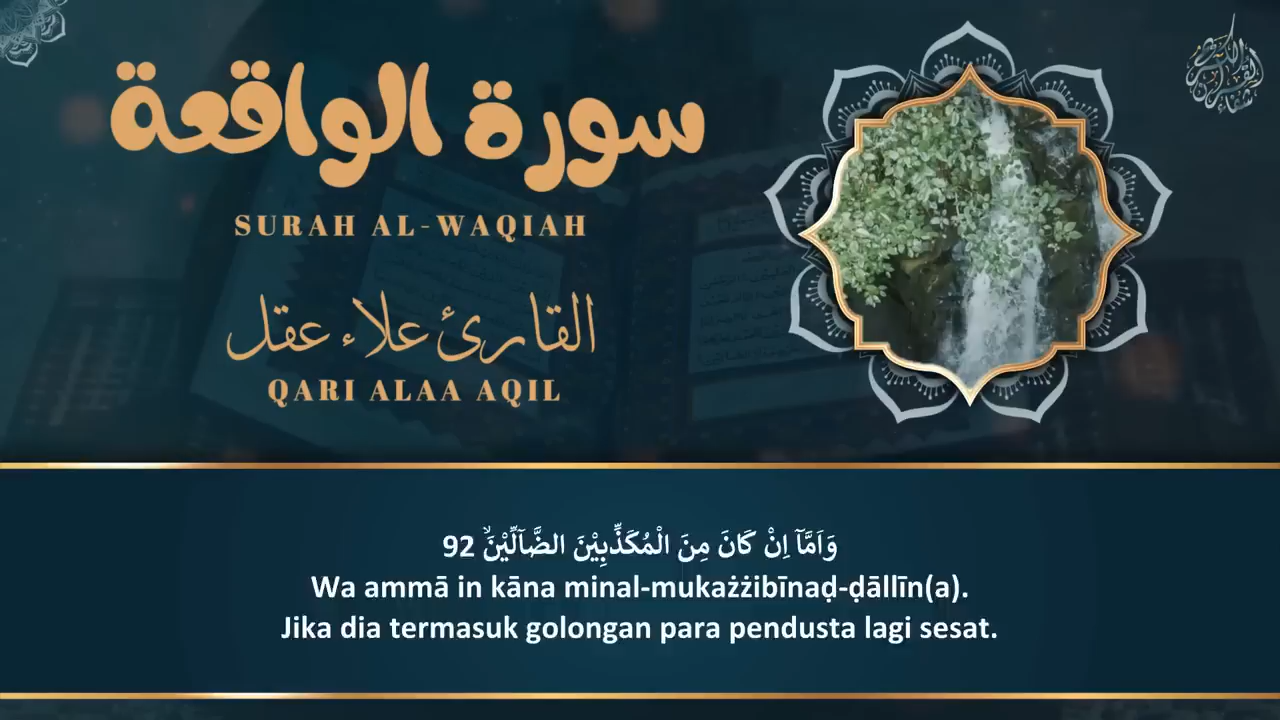 سورة الواقعة
SURAH AL-WAQIAH
القارئ علاء عقل
QARI ALAA AQIL
وَاَمَّآ اِنْ كَانَ مِنَ الْمُكَذِّبِيْنَ الضَّاۤلِّيْنَۙ 92
Wa ammā in kāna minal-mukażżibīnaḍ-ḍāllīn(a).
Jika dia termasuk golongan para pendusta lagi sesat.